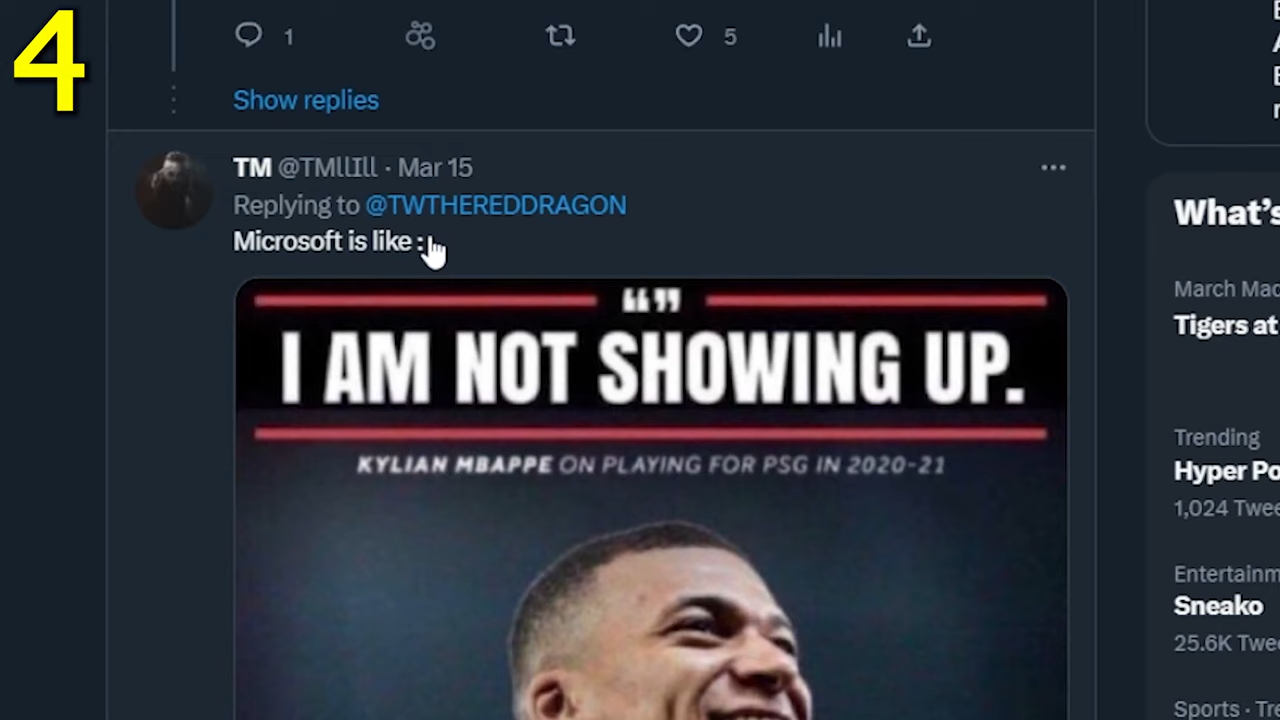 4
1
5
Show replies
TM @TMllIll · Mar 15
Replying to @TWTHEREDDRAGON
Microsoft is like :
❝❞
I AM NOT SHOWING UP.
KYLIAN MBAPPE ON PLAYING FOR PSG IN 2020-21
What's
March Mad
Tigers at
Trending
Hyper Po
1,024 Twee
Entertainm
Sneako
25.6K Twee
Sports · Tre